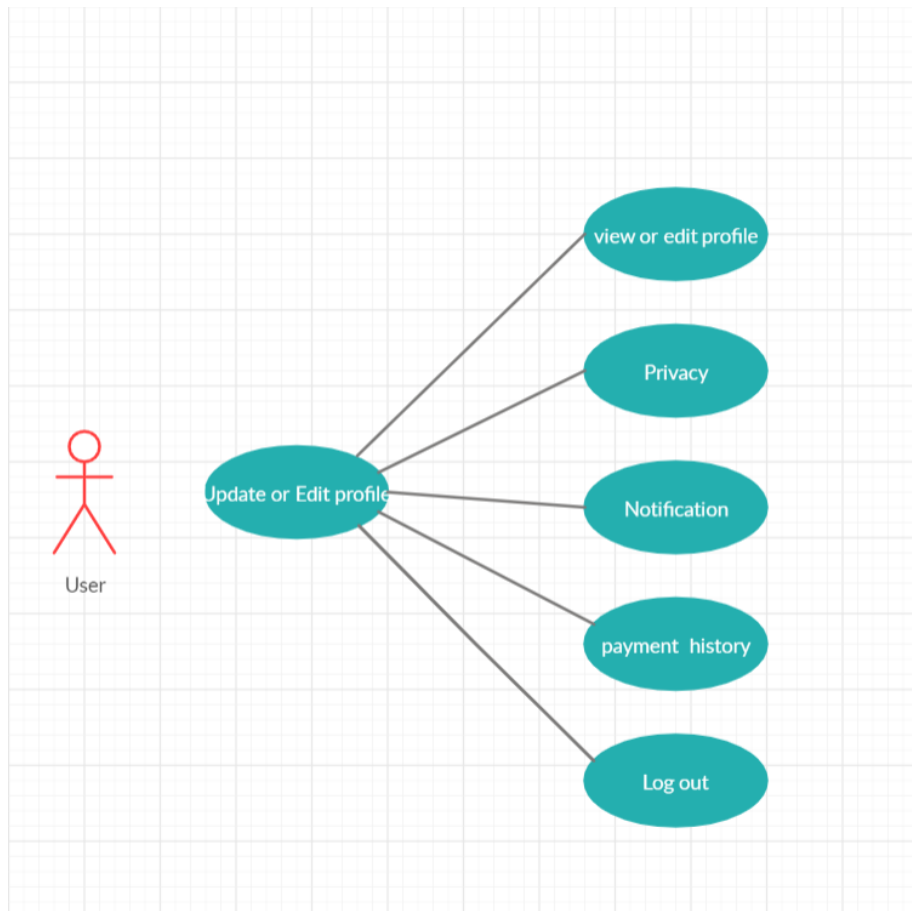 view or edit profile
Privacy
Update or Edit profile
Notification
User
payment  history
Log out